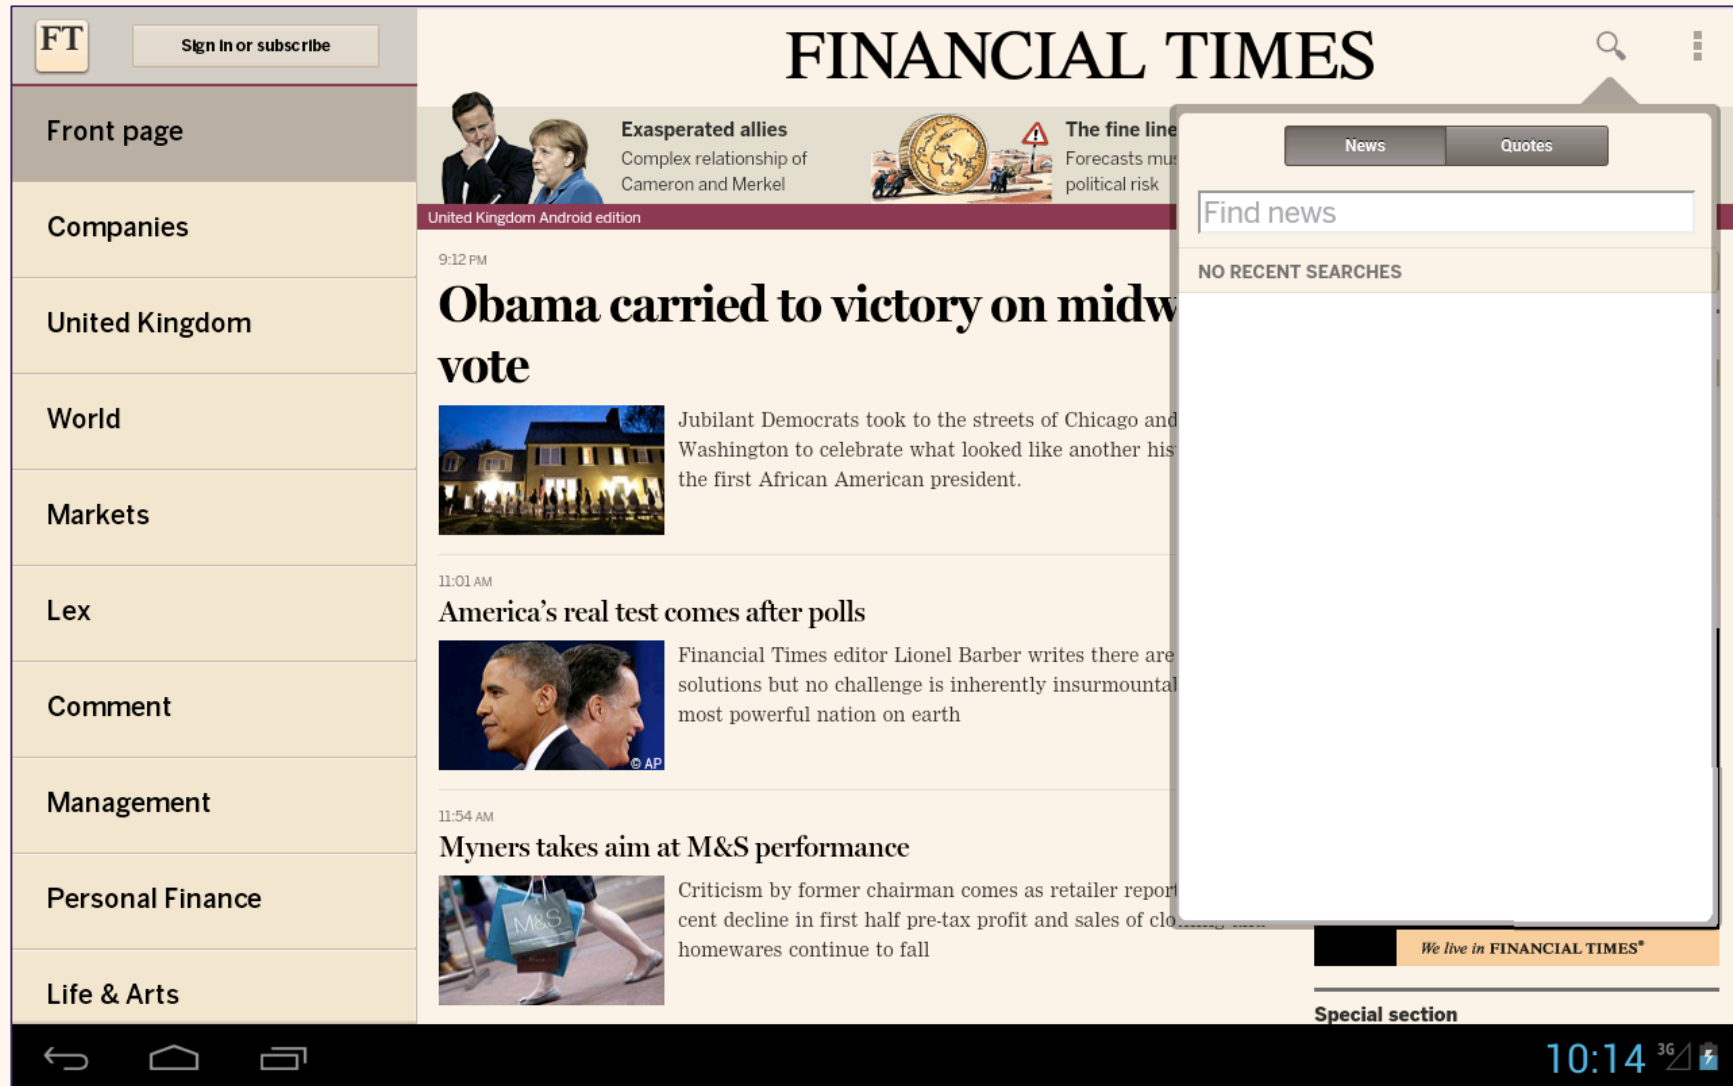 FT
Sign in or subscribe
FINANCIAL TIMES
Front page
Companies
United Kingdom
World
Markets
Lex
Comment
Management
Personal Finance
Life & Arts
Exasperated allies
Complex relationship of
Cameron and Merkel
The fine line
Forecasts
political risk
United Kingdom Android edition
News
Quotes
Find news
NO RECENT SEARCHES
9:12 PM
Obama carried to victory on
vote
Jubilant Democrats took to the streets of Chicago and
Washington to celebrate what looked like another
the first African American president.
11:01 AM
America's real test comes after polls
Financial Times editor Lionel Barber writes there are
solutions but no challenge is inherently
most powerful nation on earth
© AP
11:54 AM
Myners takes aim at M&S performance
Criticism by former chairman comes as retailer
cent decline in first half pre-tax profit and sales of
homewares continue to fall
M&S
We live in FINANCIAL TIMES®
Special section
10:14
3G